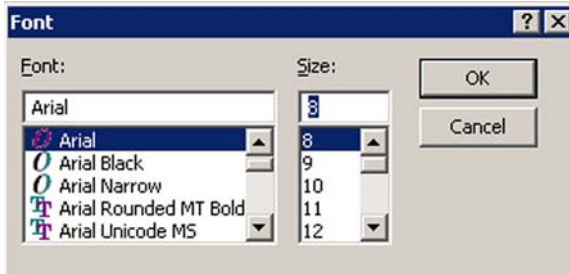 Font
Font:
Size:
OK
Arial
8
Cancel
Arial
8
Arial Black
9
Arial Narrow
10
Arial Rounded MT Bold
11
Arial Unicode MS
12